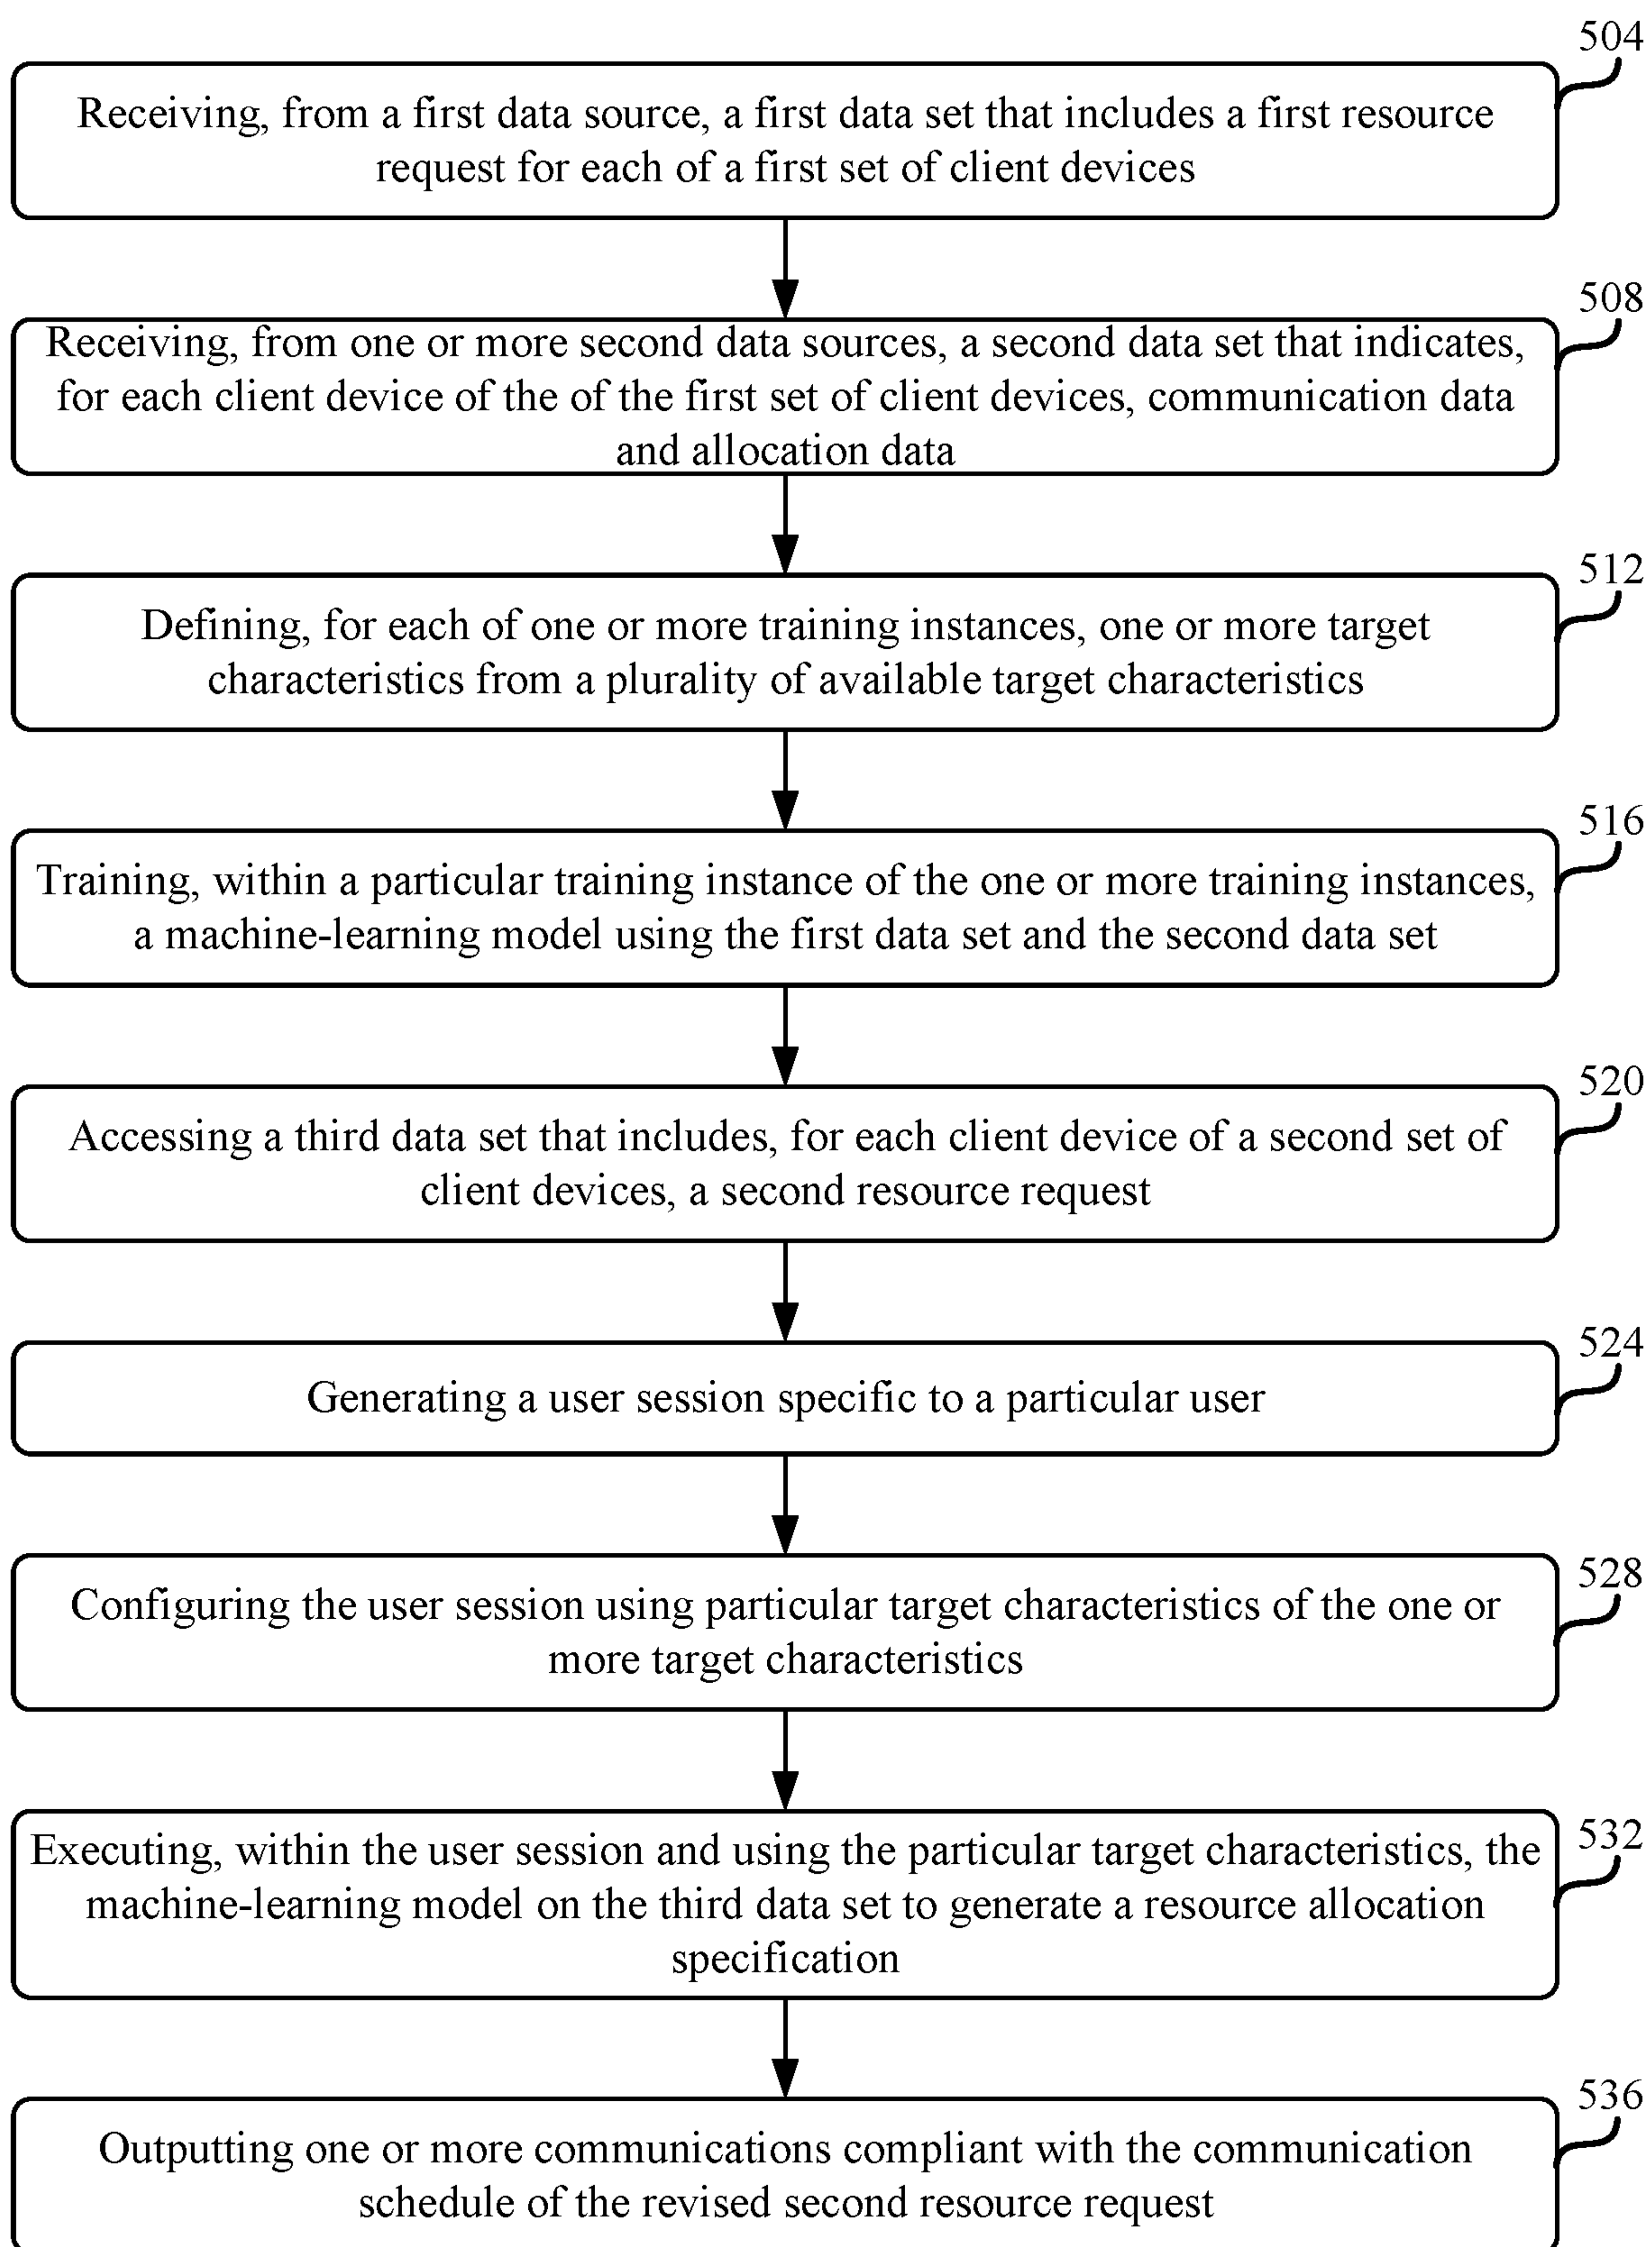 504
Receiving, from a first data source, a first data set that includes a first resource
request for each of a first set of client devices
508
Receiving, from one or more second data sources, a second data set that indicates,
for each client device of the of the first set of client devices, communication data
and allocation data
512
Defining, for each of one or more training instances, one or more target
characteristics from a plurality of available target characteristics
516
Training, within a particular training instance of the one or more training instances,
a machine-learning model using the first data set and the second data set
520
Accessing a third data set that includes, for each client device of a second set of
client devices, a second resource request
524
Generating a user session specific to a particular user
528
Configuring the user session using particular target characteristics of the one or
more target characteristics
532
Executing, within the user session and using the particular target characteristics, the
machine-learning model on the third data set to generate a resource allocation
specification
536
Outputting one or more communications compliant with the communication
schedule of the revised second resource request